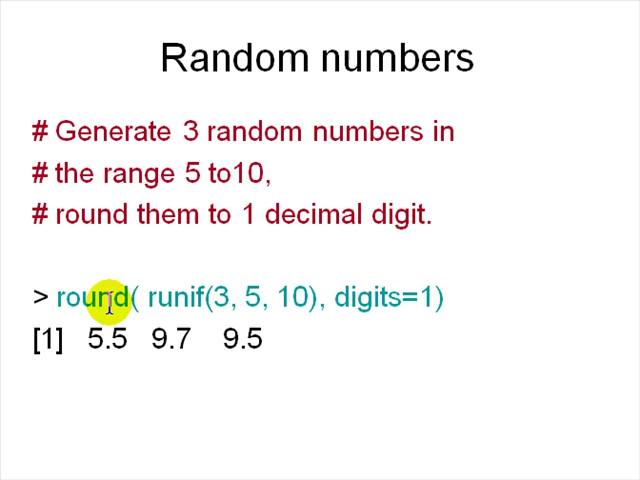 Random numbers
# Generate 3 random numbers in
# the range 5 to10,
# round them to 1 decimal digit.
> round( runif(3, 5, 10), digits=1)
[1] 5.5 9.7 9.5